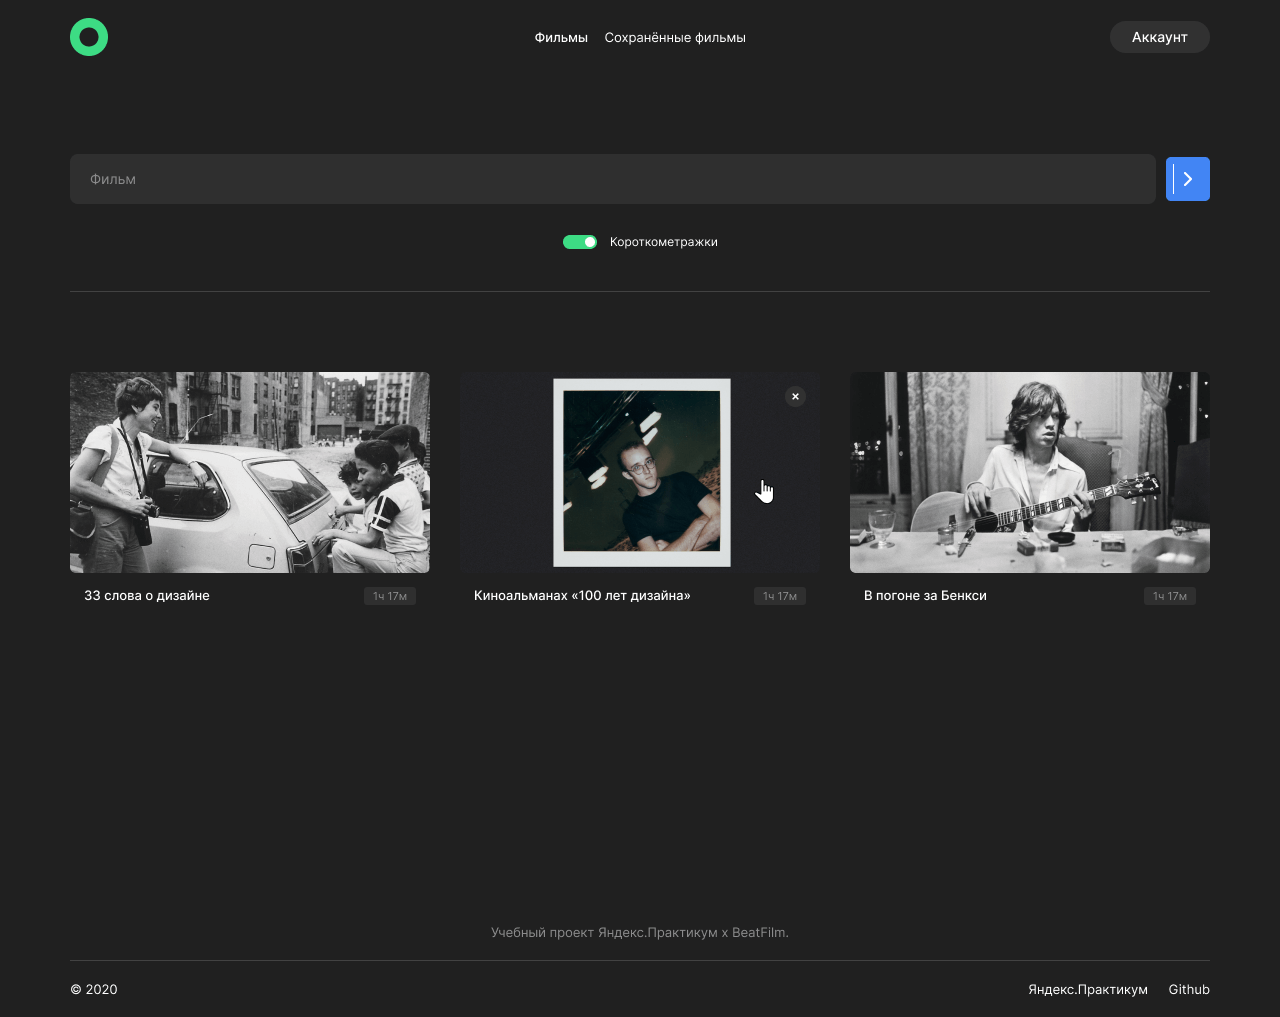 Фильмы Сохранённые фильмы Аккаунт
Фильм
Короткометражки
33 слова о дизайне 1ч 17м
Киноальманах «100 лет дизайна» 1ч 17м
В погоне за Бенкси 1ч 17м
Учебный проект Яндекс.Практикум х BeatFilm.
© 2020 Яндекс.Практикум Github